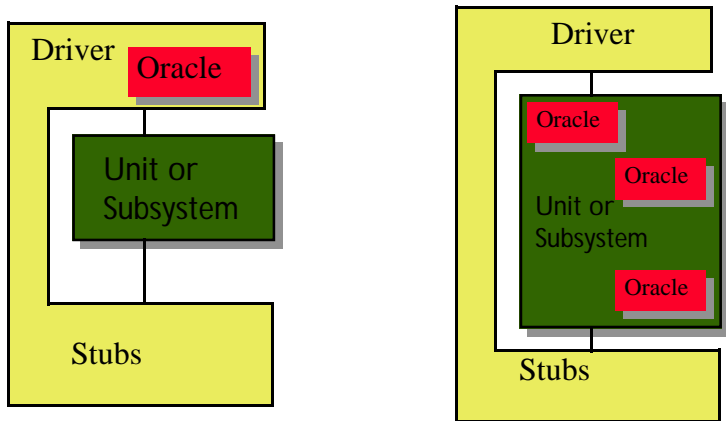 Driver
Oracle
Unit or
Subsystem
Stubs
Driver
Oracle
Oracle
Unit or
Subsystem
Oracle
Stubs